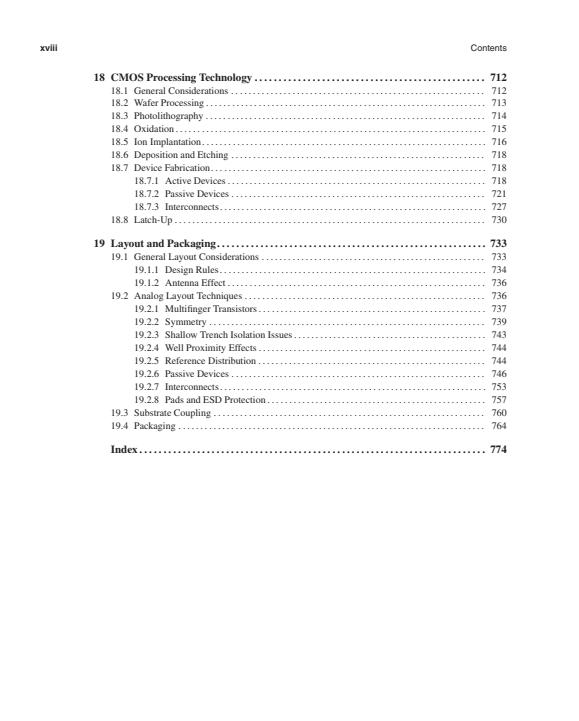 xviii Contents
18 CMOS Processing Technology ................................................ 712
18.1 General Considerations ................................................ 712
18.2 Wafer Processing ................................................ 713
18.3 Photolithography ................................................ 714
18.4 Oxidation ................................................ 715
18.5 Ion Implantation ................................................ 716
18.6 Deposition and Etching ................................................ 718
18.7 Device Fabrication ................................................ 718
18.7.1 Active Devices ................................................ 718
18.7.2 Passive Devices ................................................ 721
18.7.3 Interconnects ................................................ 727
18.8 Latch-Up ................................................ 730
19 Layout and Packaging ................................................ 733
19.1 General Layout Considerations ................................................ 733
19.1.1 Design Rules ................................................ 734
19.1.2 Antenna Effect ................................................ 736
19.2 Analog Layout Techniques ................................................ 736
19.2.1 Multifinger Transistors ................................................ 737
19.2.2 Symmetry ................................................ 739
19.2.3 Shallow Trench Isolation Issues ................................................ 743
19.2.4 Well Proximity Effects ................................................ 744
19.2.5 Reference Distribution ................................................ 744
19.2.6 Passive Devices ................................................ 746
19.2.7 Interconnects ................................................ 753
19.2.8 Pads and ESD Protection ................................................ 757
19.3 Substrate Coupling ................................................ 760
19.4 Packaging ................................................ 764
Index ................................................ 774